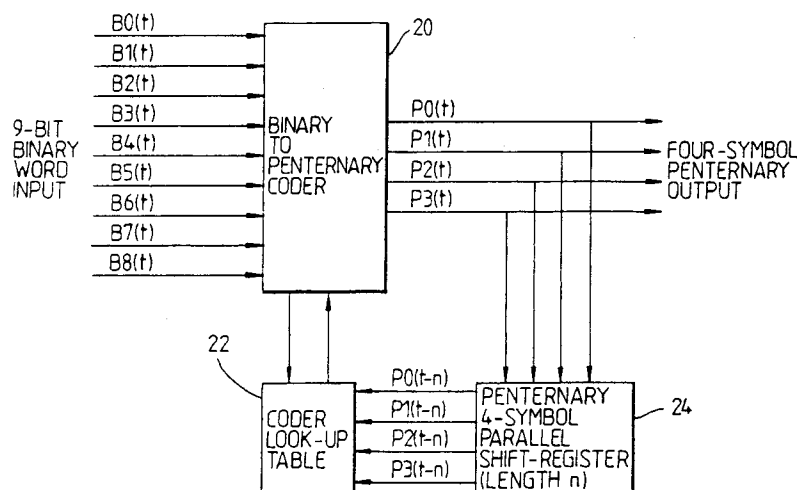 B0(t)
B1(t)
B2(t)
B3(t)
B4(t)
B5(t)
B6(t)
B7(t)
B8(t)
9-BIT
BINARY
WORD
INPUT
BINARY
TO
PENTERNARY
CODER
20
P0(t)
P1(t)
P2(t)
P3(t)
FOUR-SYMBOL
PENTERNARY
OUTPUT
22
CODER
LOOK-UP
TABLE
P0(t-n)
P1(t-n)
P2(t-n)
P3(t-n)
PENTERNARY
4-SYMBOL
PARALLEL
SHIFT-REGISTER
(LENGTH n)
24